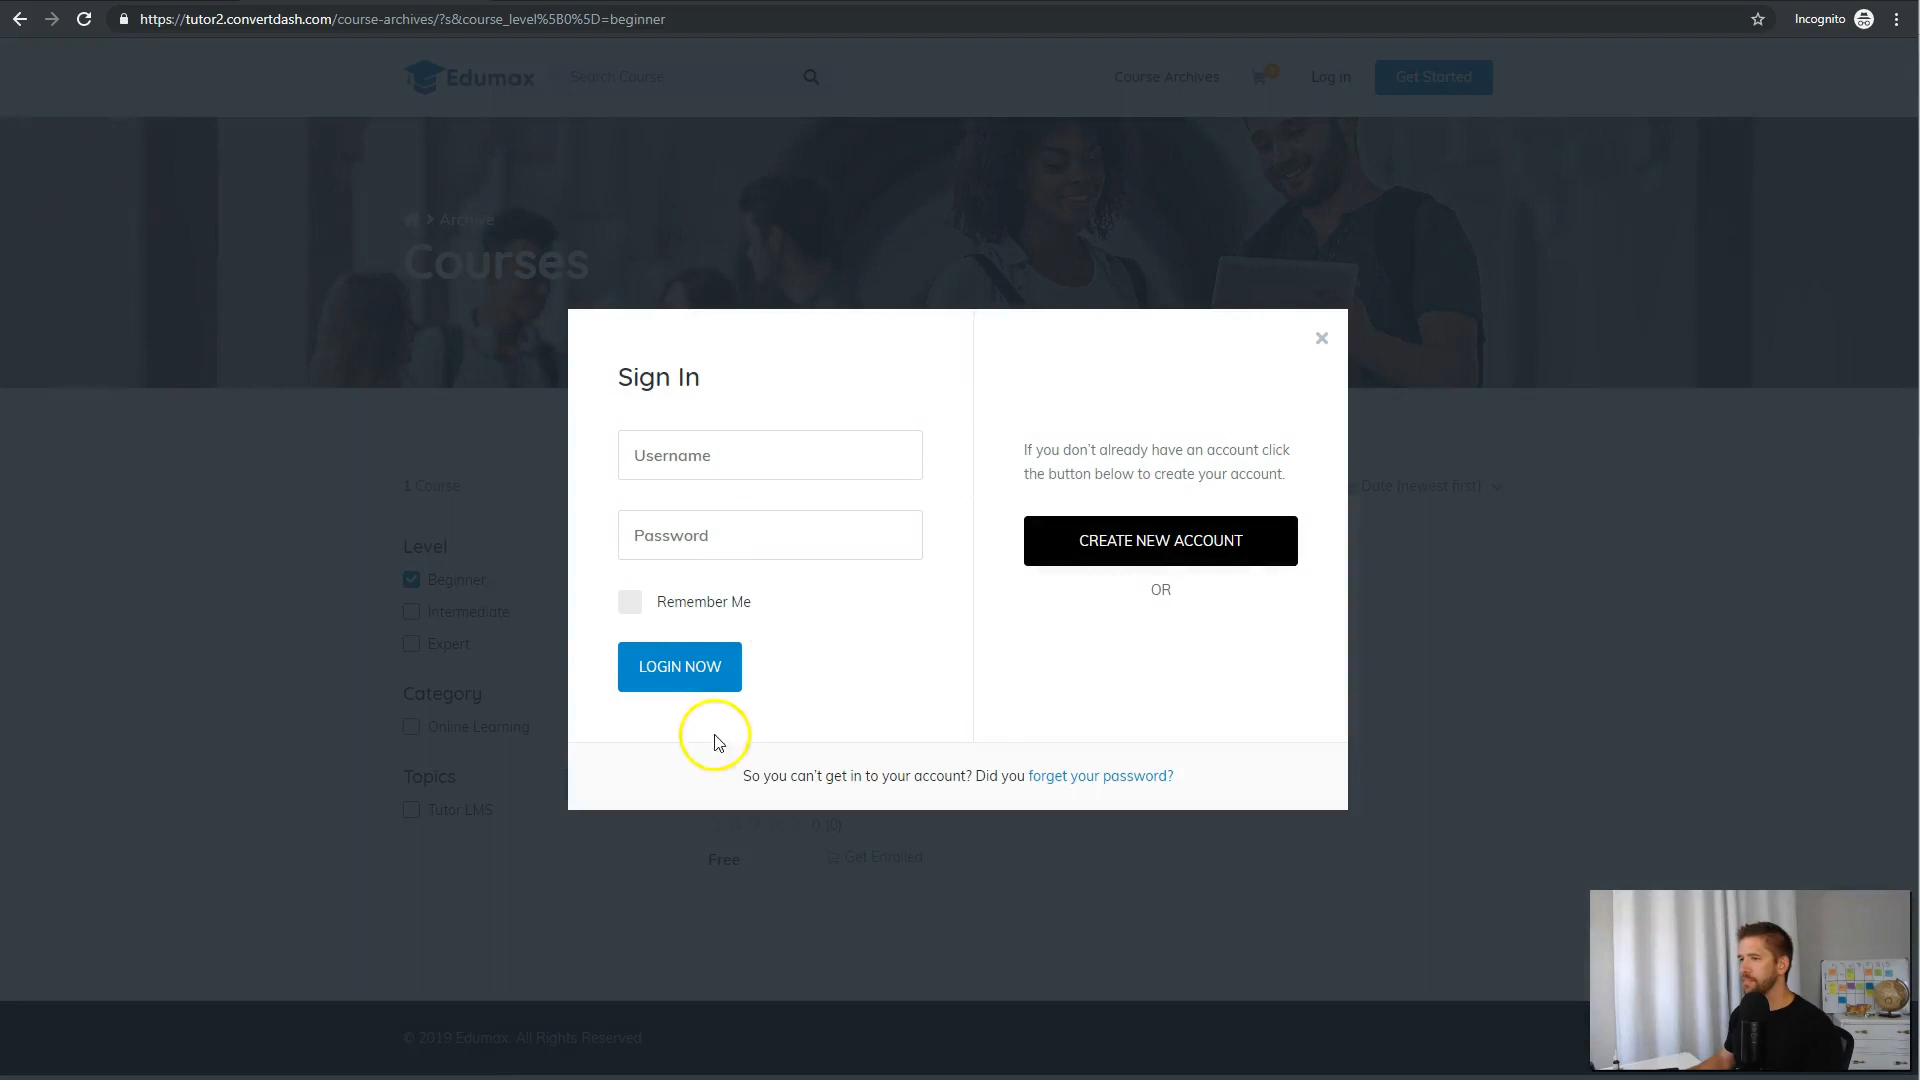 https://tutor2.convertdash.com/course-archives/?s&course_level%5B0%5D=beginner
Incognito
Edumax
Search Course
Course Archives
Log in
Get Started
Archive
Courses
Sign In
Username
Password
Remember Me
LOGIN NOW
If you don't already have an account click
the button below to create your account.
CREATE NEW ACCOUNT
OR
So you can't get in to your account? Did you forget your password?
1 Course
Date (newest first)
Level
Beginner
Intermediate
Expert
Category
Online Learning
Topics
Tutor LMS
0 (0)
Free
Get Enrolled
© 2019 Edumax. All Rights Reserved